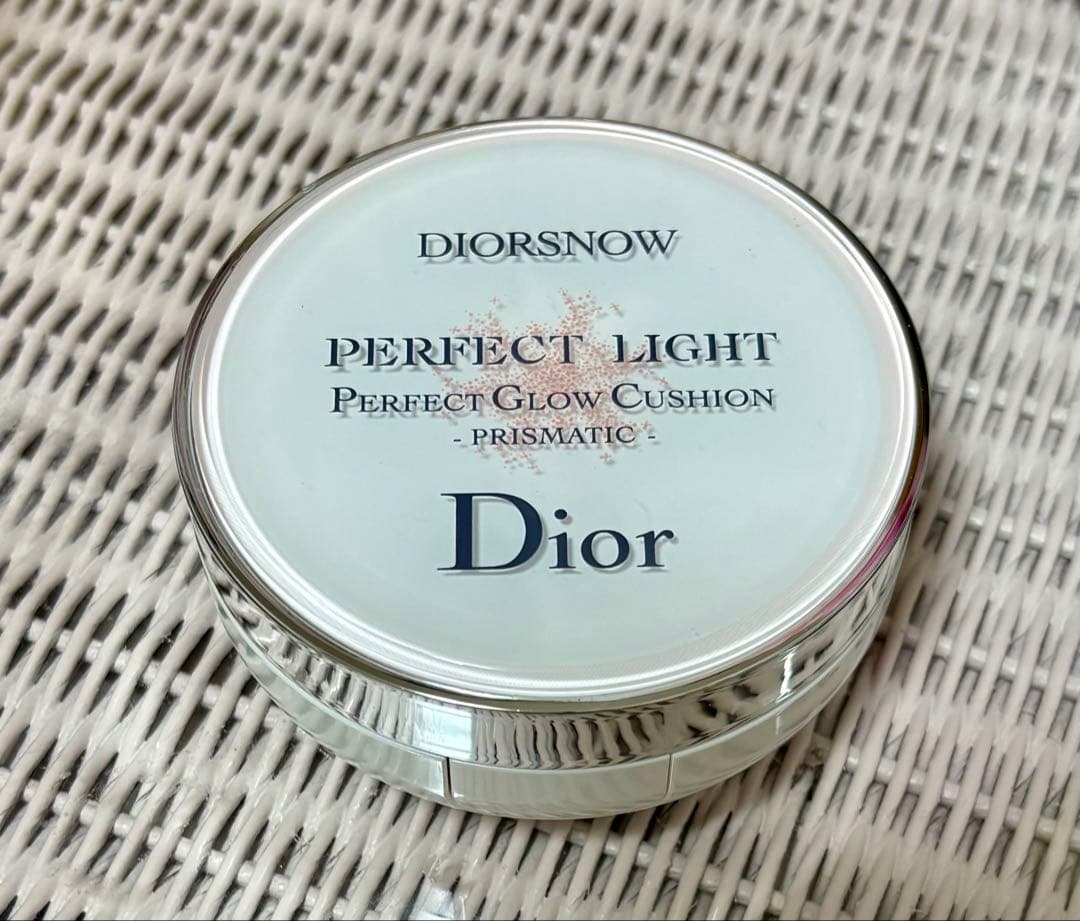 DIORSNOW
PERFECT LIGHT
PERFECT GLOW CUSHION
- PRISMATIC -
Dior